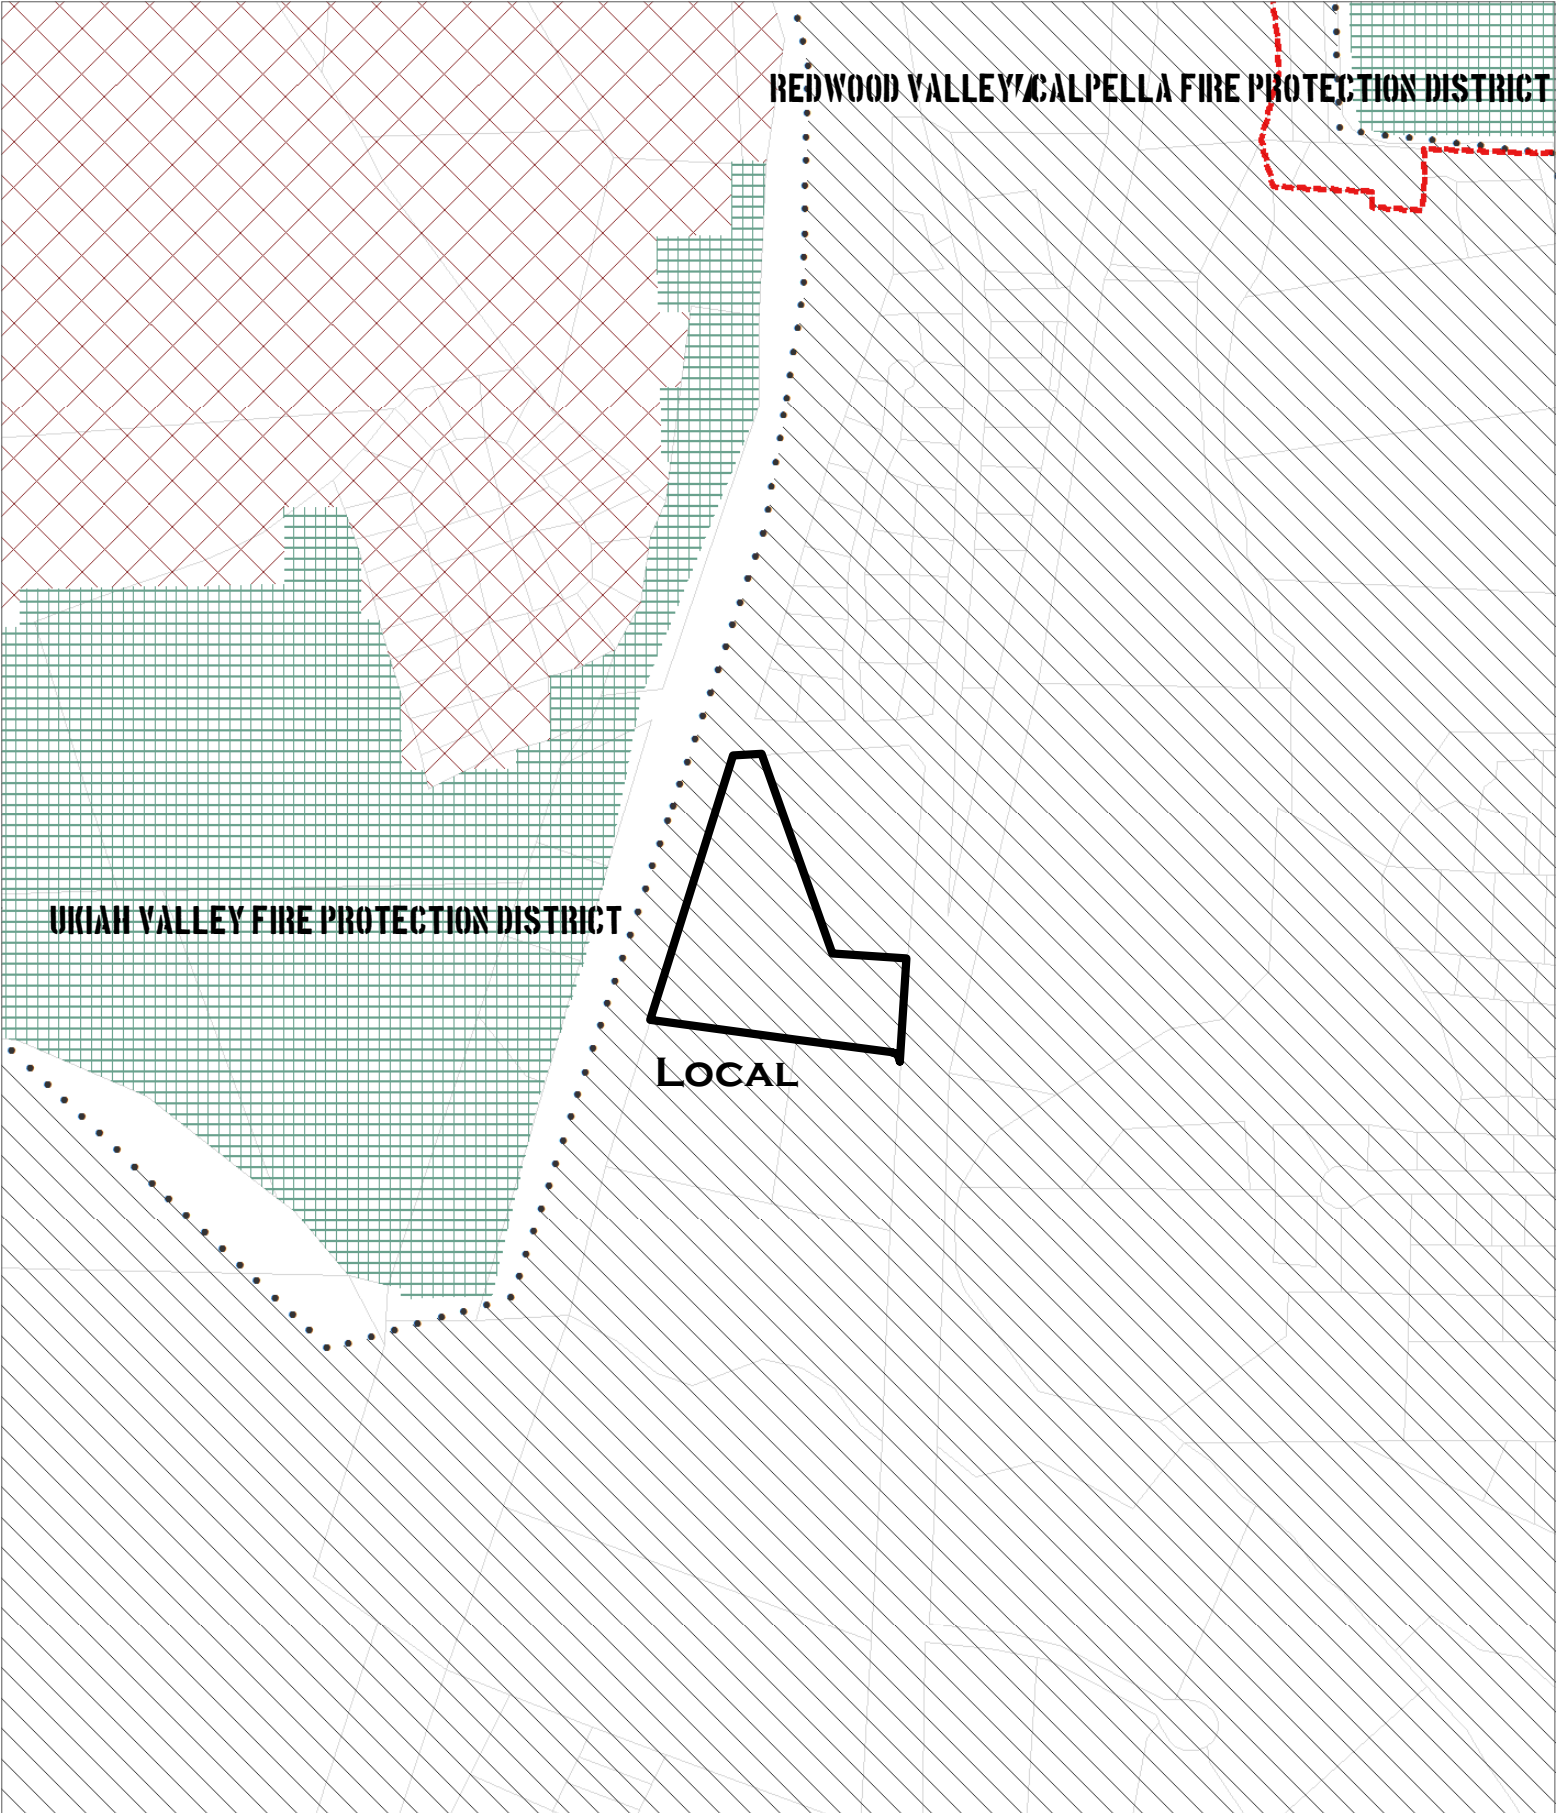 REDWOOD VALLEY/CALPELLA FIRE PROTECTION DISTRICT
UKIAH VALLEY FIRE PROTECTION DISTRICT
LOCAL